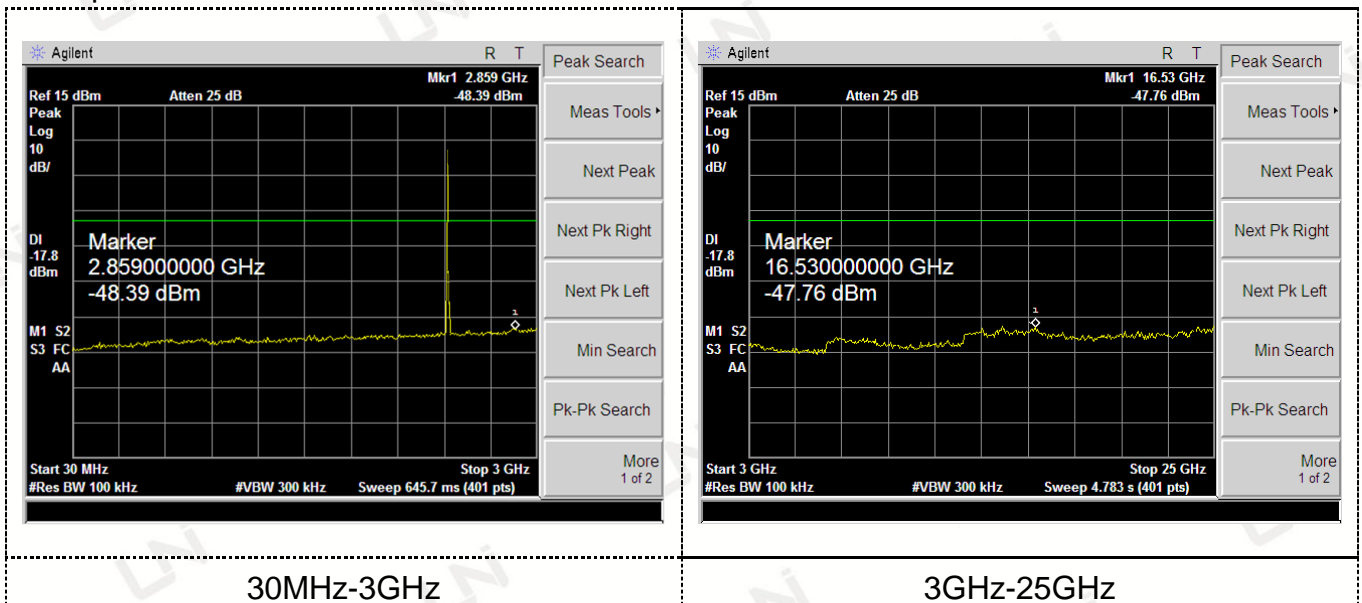 Agilent R T
Mkr1 2.859 GHz
Ref 15 dBm Atten 25 dB -48.39 dBm
Peak
Log
10
dB/
DI
-17.8
dBm
Marker
2.859000000 GHz
-48.39 dBm
1
M1 S2
S3 FC
AA
Start 30 MHz Stop 3 GHz
#Res BW 100 kHz #VBW 300 kHz Sweep 645.7 ms (401 pts)
Peak Search
Meas Tools
Next Peak
Next Pk Right
Next Pk Left
Min Search
Pk-Pk Search
More
1 of 2
Agilent R T
Mkr1 16.53 GHz
Ref 15 dBm Atten 25 dB -47.76 dBm
Peak
Log
10
dB/
DI
-17.8
dBm
Marker
16.530000000 GHz
-47.76 dBm
1
M1 S2
S3 FC
AA
Start 3 GHz Stop 25 GHz
#Res BW 100 kHz #VBW 300 kHz Sweep 4.783 s (401 pts)
Peak Search
Meas Tools
Next Peak
Next Pk Right
Next Pk Left
Min Search
Pk-Pk Search
More
1 of 2
30MHz-3GHz 3GHz-25GHz